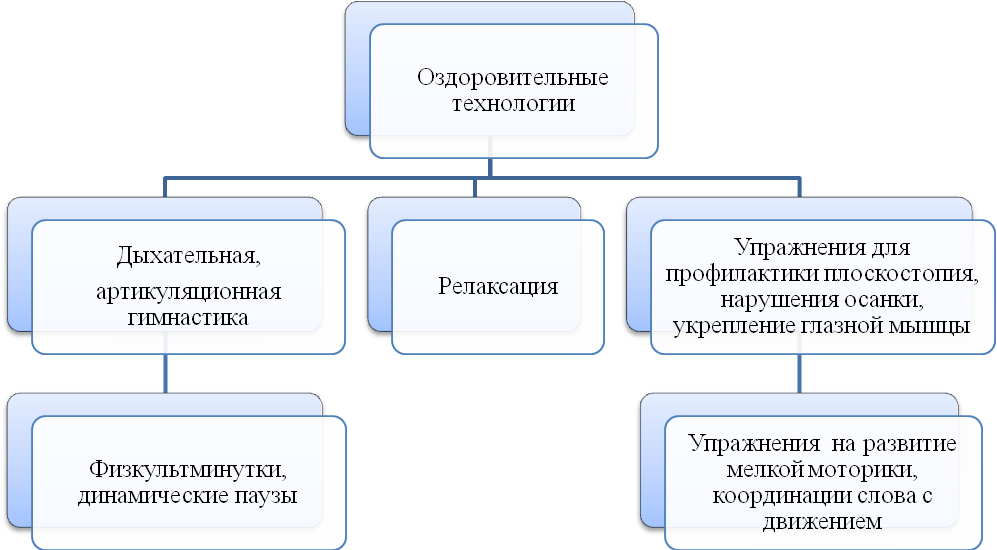 Оздоровительные
технологии
Дыхательная,
артикуляционная
гимнастика
Релаксация
Упражнения для
профилактики плоскостопия,
нарушения осанки,
укрепление глазной мышцы
Физкультминутки,
динамические паузы
Упражнения на развитие
мелкой моторики,
координации слова с
движением